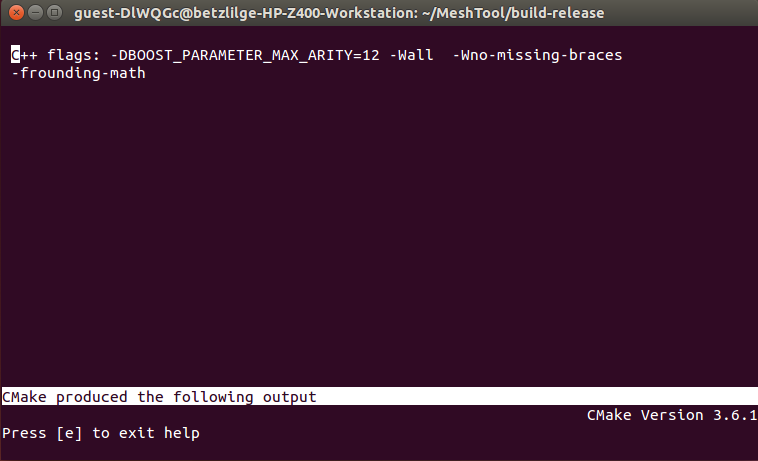 guest-DlWQGc@betzlilge-HP-Z400-Workstation: ~/MeshTool/build-release
C++ flags: -DBOOST_PARAMETER_MAX_ARITY=12 -Wall  -Wno-missing-braces
-frounding-math
CMake produced the following output
CMake Version 3.6.1
Press [e] to exit help